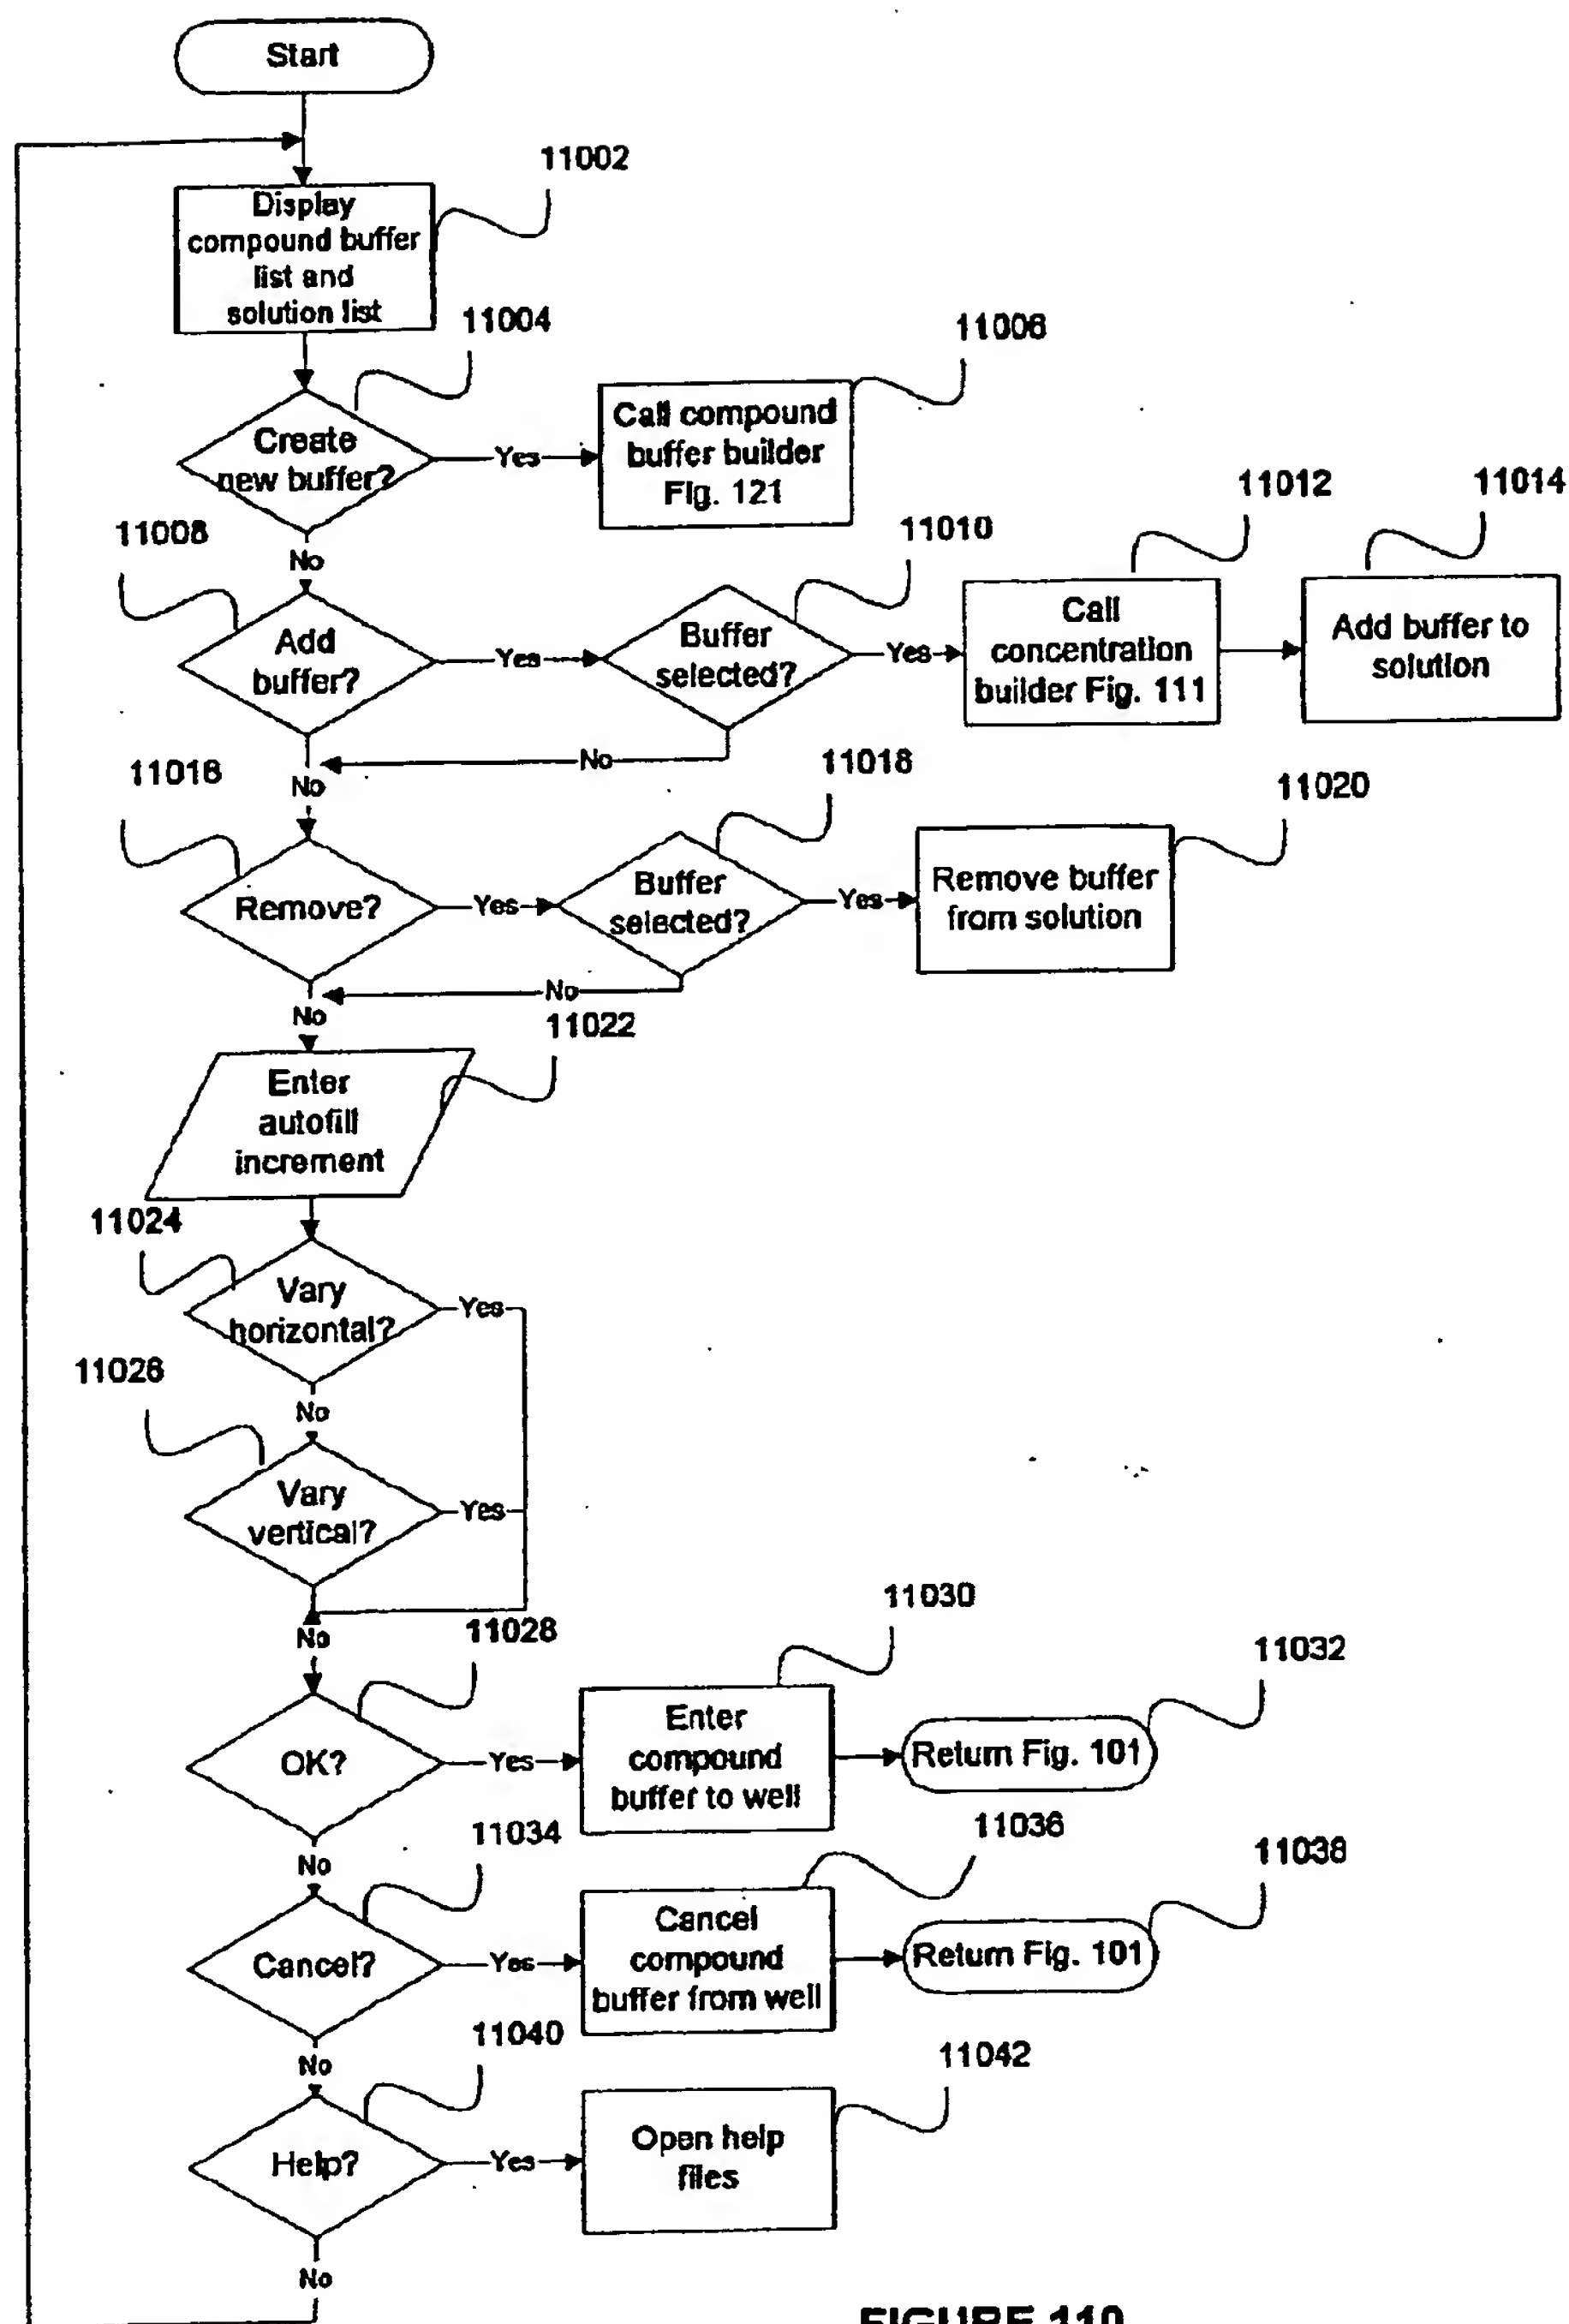 Start
11002
Display
compound buffer
list and
solution list
11004
11006
Create
new buffer?
Yes
Call compound
buffer builder
Fig. 121
No
11008
11010
11012
11014
Add
buffer?
Yes
Buffer
selected?
Yes
Call
concentration
builder Fig. 111
Add buffer to
solution
No
No
11016
11018
11020
Remove?
Yes
Buffer
selected?
Yes
Remove buffer
from solution
No
No
11022
Enter
autofill
increment
11024
Vary
horizontal?
Yes
No
11026
Vary
vertical?
Yes
No
11028
11030
11032
OK?
Yes
Enter
compound
buffer to well
Return Fig. 101
No
11034
11036
11038
Cancel?
Yes
Cancel
compound
buffer from well
Return Fig. 101
No
11040
11042
Help?
Yes
Open help
files
No
FIGURE 110